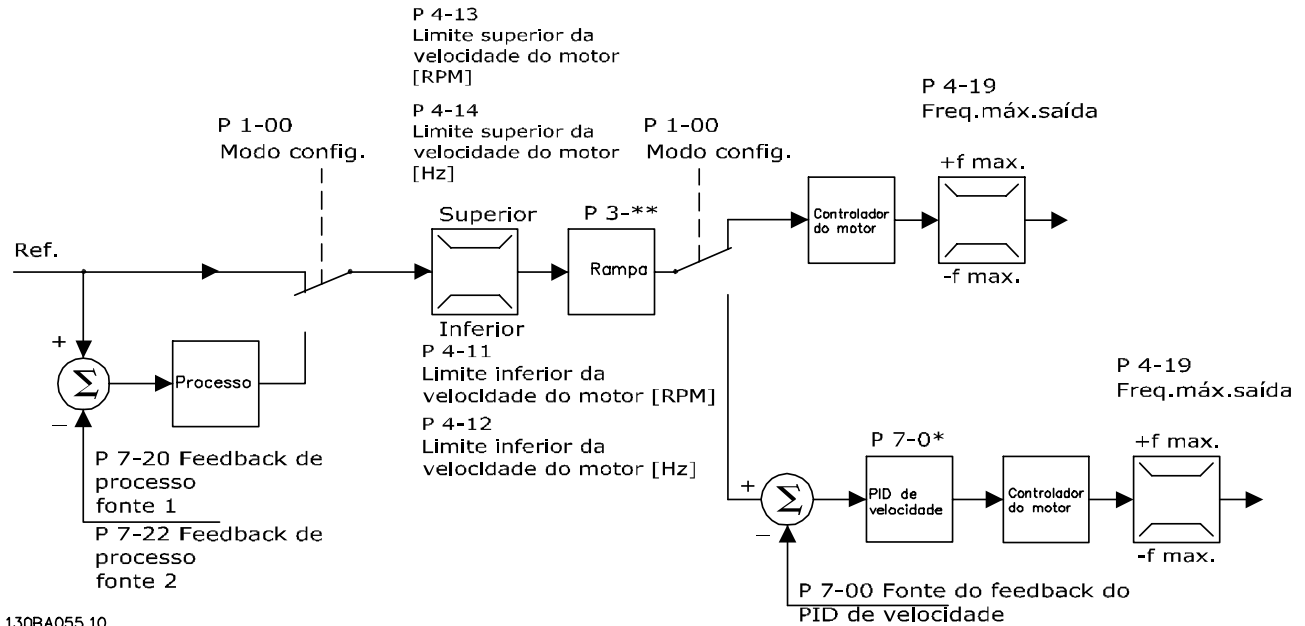 P 4-13
Limite superior da
velocidade do motor
[RPM]
P 4-14
Limite superior da
velocidade do motor
[Hz]
P 1-00
Modo config.
P 1-00
Modo config.
P 4-19
Freq.máx.saída
Ref.
Superior
Inferior
P 3-**
Rampa
Controlador
do motor
+f max.
-f max.
+
Σ
−
Processo
P 7-20 Feedback de
processo
fonte 1
P 7-22 Feedback de
processo
fonte 2
P 4-11
Limite inferior da
velocidade do motor [RPM]
P 4-12
Limite inferior da
velocidade do motor [Hz]
+
Σ
−
P 7-0*
PID de
velocidade
Controlador
do motor
P 4-19
Freq.máx.saída
+f max.
-f max.
P 7-00 Fonte do feedback do
PID de velocidade
130BA055.10